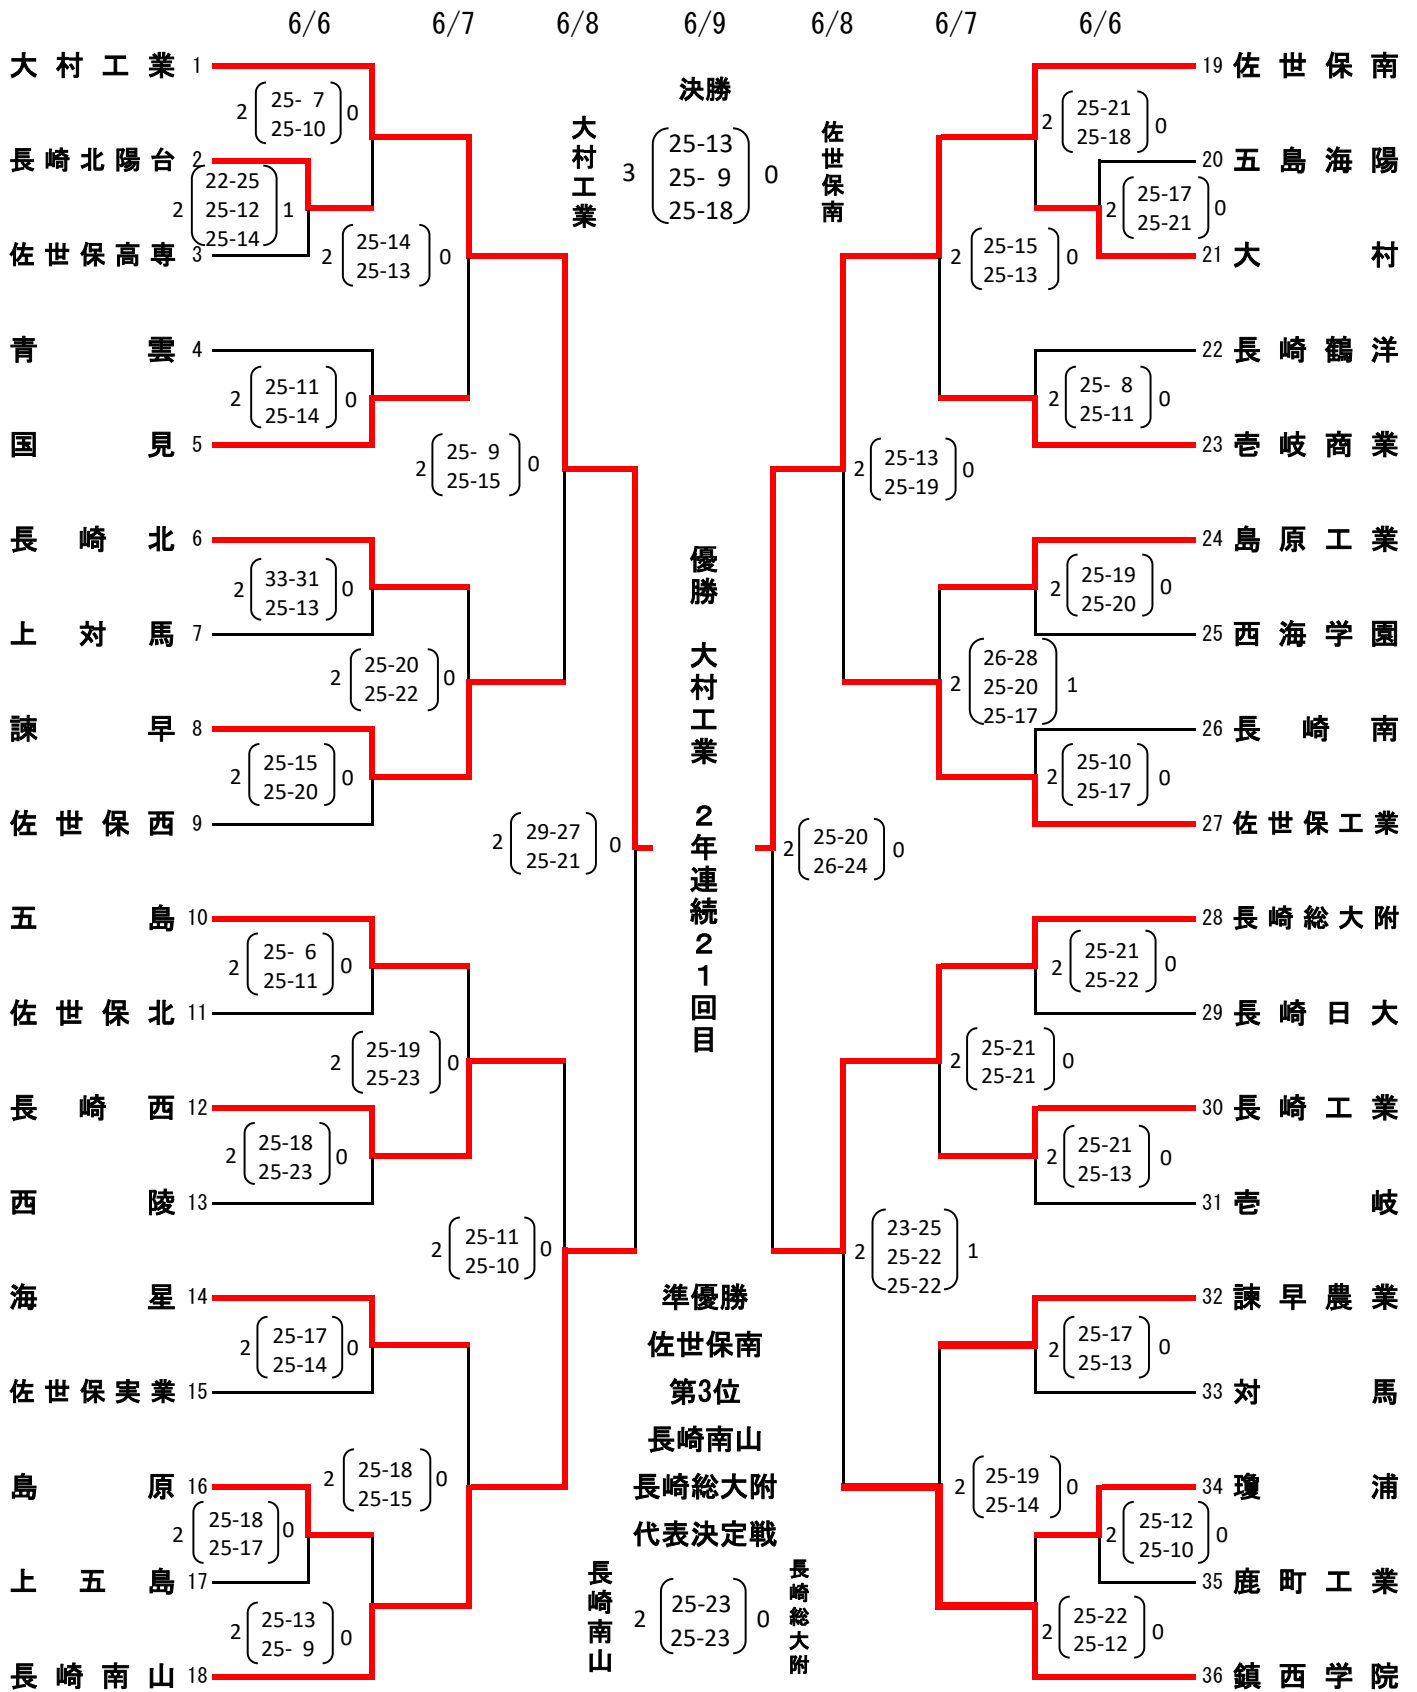 6/6 6/7 6/8 6/9 6/8 6/7 6/6
大村工業 1
2 25- 7 0
25-10
長崎北陽台 2
22-25
2 25-12 1
25-14
佐世保高専 3
2 25-14 0
25-13
青雲 4
2 25-11 0
25-14
国見 5
2 25- 9 0
25-15
長崎北 6
2 33-31 0
25-13
上対馬 7
2 25-20 0
25-22
諫早 8
2 25-15 0
25-20
佐世保西 9
2 29-27 0
25-21
五島 10
2 25- 6 0
25-11
佐世保北 11
2 25-19 0
25-23
長崎西 12
2 25-18 0
25-23
西陵 13
2 25-11 0
25-10
海星 14
2 25-17 0
25-14
佐世保実業 15
2 25-18 0
25-15
島原 16
2 25-18 0
25-17
上五島 17
2 25-13 0
25- 9
長崎南山 18
決勝
大村工業
3
25-13
25- 9
25-18
0
佐世保南
優勝 大村工業 2年連続21回目
準優勝
佐世保南
第3位
長崎南山
長崎総大附
代表決定戦
長崎南山
2 25-23 0
25-23
長崎総大附
19 佐世保南
2 25-21 0
25-18
20 五島海陽
2 25-17 0
25-21
21 大村
2 25-15 0
25-13
22 長崎鶴洋
2 25- 8 0
25-11
23 壱岐商業
2 25-13 0
25-19
24 島原工業
2 25-19 0
25-20
25 西海学園
26-28
2 25-20 1
25-17
26 長崎南
2 25-10 0
25-17
27 佐世保工業
2 25-20 0
26-24
28 長崎総大附
2 25-21 0
25-22
29 長崎日大
2 25-21 0
25-21
30 長崎工業
2 25-21 0
25-13
31 壱岐
23-25
2 25-22 1
25-22
32 諫早農業
2 25-17 0
25-13
33 対馬
2 25-19 0
25-14
34 瓊浦
2 25-12 0
25-10
35 鹿町工業
2 25-22 0
25-12
36 鎮西学院